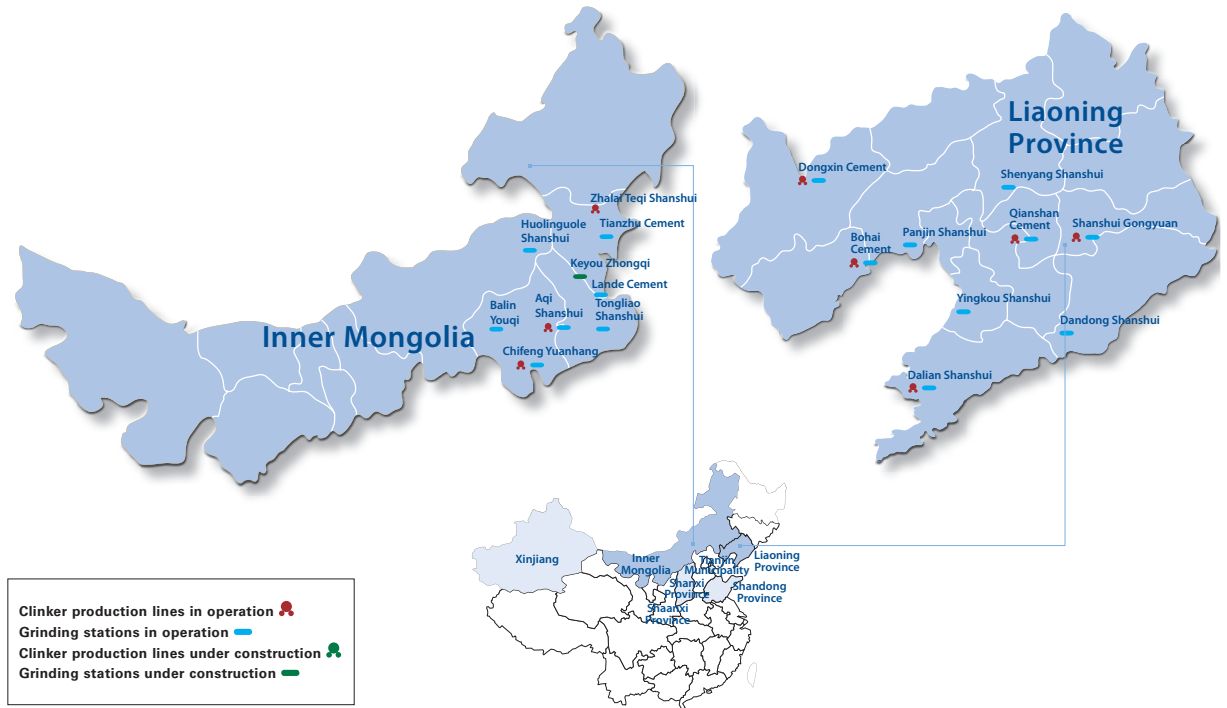 Zhalai Teqi Shanshui
Huolinguole
Shanshui
Tianzhu Cement
Keyou Zhongqi
Lande Cement
Balin
Youqi
Aqi
Shanshui
Tongliao
Shanshui
Inner Mongolia
Chifeng Yuanhang
Liaoning
Province
Dongxin Cement
Shenyang Shanshui
Qianshan
Cement
Shanshui Gongyuan
Bohai
Cement
Panjin Shanshui
Yingkou Shanshui
Dandong Shanshui
Dalian Shanshui
Xinjiang
Inner
Mongolia
Tianjin
Municipality
Liaoning
Province
Shanxi
Province
Shandong
Province
Shaanxi
Province
Clinker production lines in operation
Grinding stations in operation
Clinker production lines under construction
Grinding stations under construction